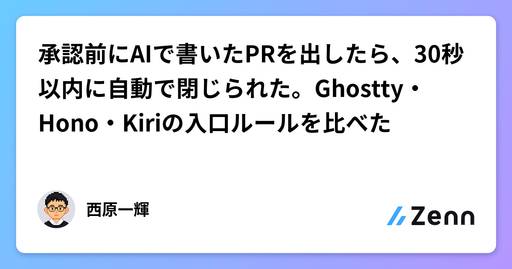 承認前にAIで書いたPRを出したら、30秒
以内に自動で閉じられた。Ghostty・
Hono・Kiriの入口ルールを比べた
西原一輝
Zenn